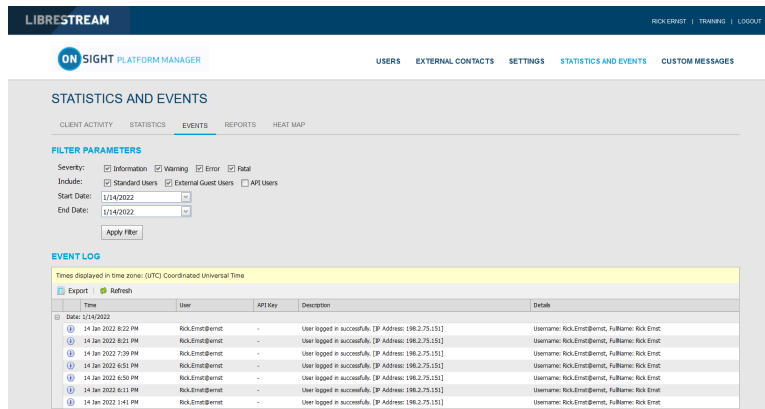 LIBRESTREAM
RICK ERNST | TRAINING | LOGOUT
ON SIGHT PLATFORM MANAGER
USERS EXTERNAL CONTACTS SETTINGS STATISTICS AND EVENTS CUSTOM MESSAGES
STATISTICS AND EVENTS
CLIENT ACTIVITY STATISTICS EVENTS REPORTS HEAT MAP
FILTER PARAMETERS
Severity: Information Warning Error Fatal
Include: Standard Users External Guest Users API Users
Start Date: 1/14/2022
End Date: 1/14/2022
Apply Filter
EVENT LOG
Times displayed in time zone: (UTC) Coordinated Universal Time
Export | Refresh
Time User API Key Description Details
Date: 1/14/2022
14 Jan 2022 8:22 PM Rick.Ernst@ernst - User logged in successfully. [IP Address: 198.2.75.151] Username: Rick.Ernst@ernst, FullName: Rick Ernst
14 Jan 2022 8:21 PM Rick.Ernst@ernst - User logged in successfully. [IP Address: 198.2.75.151] Username: Rick.Ernst@ernst, FullName: Rick Ernst
14 Jan 2022 7:39 PM Rick.Ernst@ernst - User logged in successfully. [IP Address: 198.2.75.151] Username: Rick.Ernst@ernst, FullName: Rick Ernst
14 Jan 2022 6:51 PM Rick.Ernst@ernst - User logged in successfully. [IP Address: 198.2.75.151] Username: Rick.Ernst@ernst, FullName: Rick Ernst
14 Jan 2022 6:50 PM Rick.Ernst@ernst - User logged in successfully. [IP Address: 198.2.75.151] Username: Rick.Ernst@ernst, FullName: Rick Ernst
14 Jan 2022 6:11 PM Rick.Ernst@ernst - User logged in successfully. [IP Address: 198.2.75.151] Username: Rick.Ernst@ernst, FullName: Rick Ernst
14 Jan 2022 1:41 PM Rick.Ernst@ernst - User logged in successfully. [IP Address: 198.2.75.151] Username: Rick.Ernst@ernst, FullName: Rick Ernst